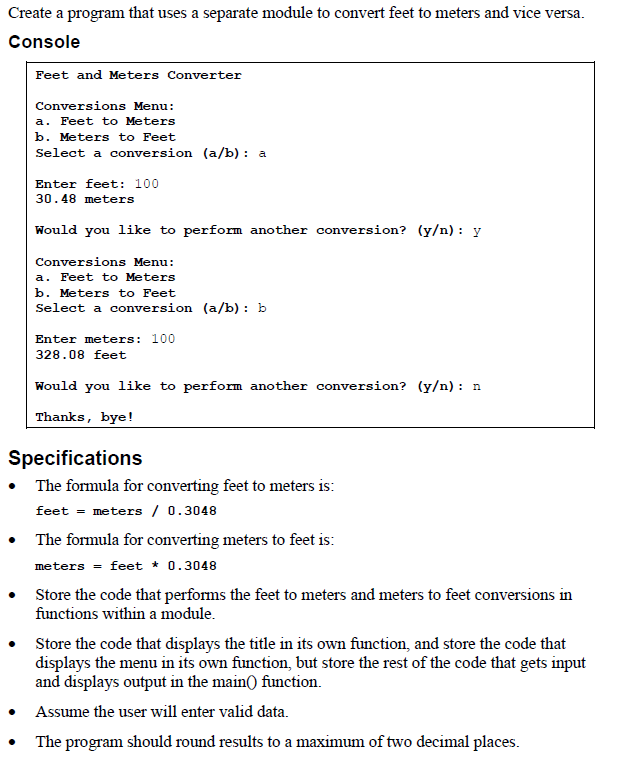 Create a program that uses a separate module to convert feet to meters and vice versa.
Console
Feet and Meters Converter
Conversions Menu:
a. Feet to Meters
b. Meters to Feet
Select a conversion (a/b): a
Enter feet: 100
30.48 meters
Would you like to perform another conversion? (y/n): y
Conversions Menu:
a. Feet to Meters
b. Meters to Feet
Select a conversion (a/b): b
Enter meters: 100
328.08 feet
Would you like to perform another conversion? (y/n): n
Thanks, bye!
Specifications
• The formula for converting feet to meters is:
feet = meters / 0.3048
• The formula for converting meters to feet is:
meters = feet * 0.3048
• Store the code that performs the feet to meters and meters to feet conversions in
functions within a module.
• Store the code that displays the title in its own function, and store the code that
displays the menu in its own function, but store the rest of the code that gets input
and displays output in the main() function.
• Assume the user will enter valid data.
• The program should round results to a maximum of two decimal places.